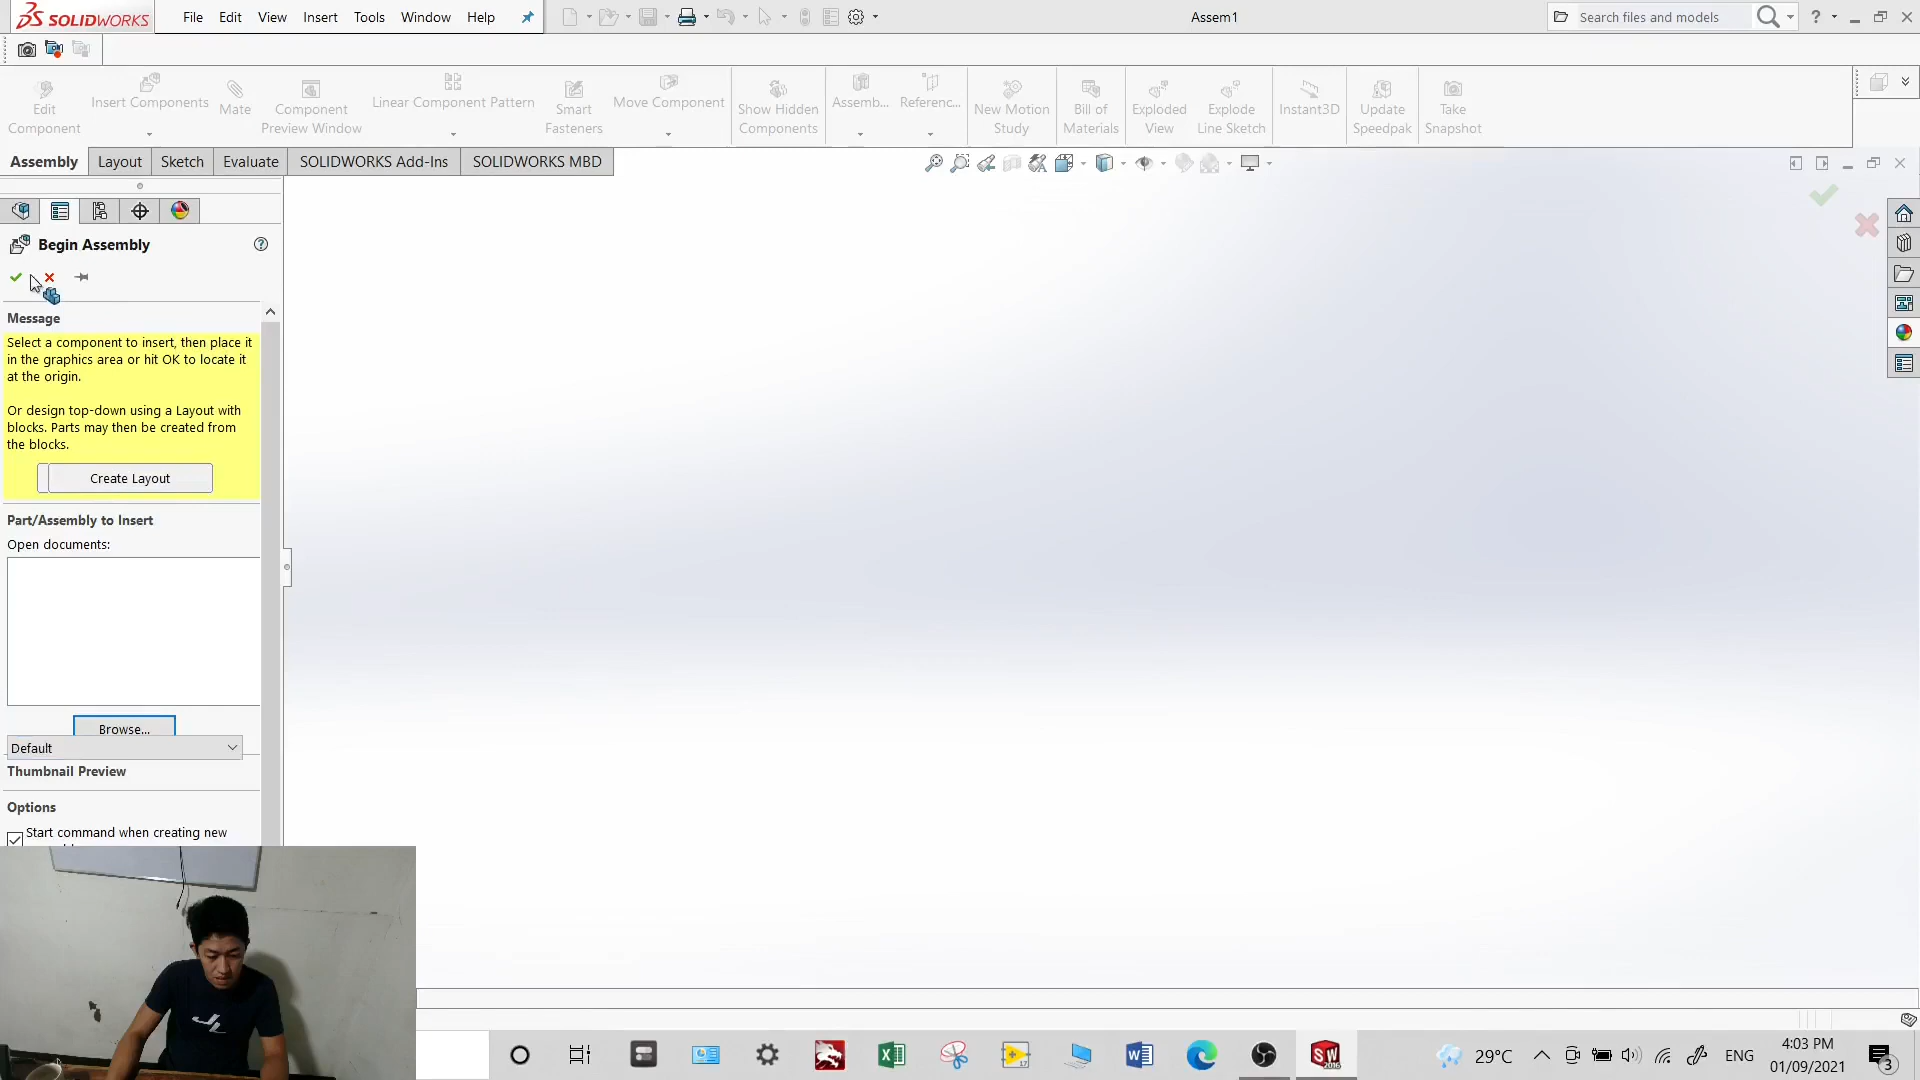 SOLIDWORKS
File Edit View Insert Tools Window Help
Assem1
Search files and models
?
Edit Component
Insert Components
Mate
Component Preview Window
Linear Component Pattern
Smart Fasteners
Move Component
Show Hidden Components
Assemb...
Referenc...
New Motion Study
Bill of Materials
Exploded View
Explode Line Sketch
Instant3D
Update Speedpak
Take Snapshot
Assembly Layout Sketch Evaluate SOLIDWORKS Add-Ins SOLIDWORKS MBD
Begin Assembly
?
Message
Select a component to insert, then place it
in the graphics area or hit OK to locate it
at the origin.
Or design top-down using a Layout with
blocks. Parts may then be created from
the blocks.
Create Layout
Part/Assembly to Insert
Open documents:
Browse...
Default
Thumbnail Preview
Options
Start command when creating new
29°C
ENG
4:03 PM
01/09/2021
3